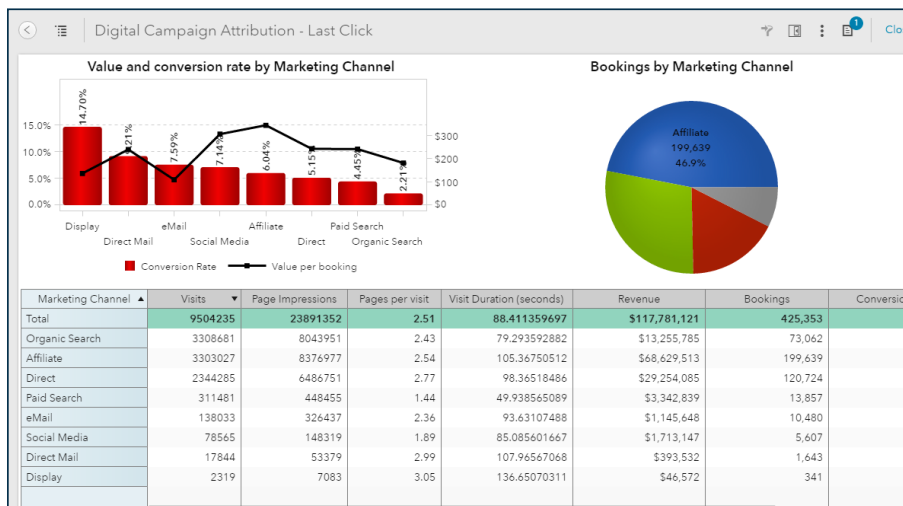 Digital Campaign Attribution - Last Click
1
Value and conversion rate by Marketing Channel
Bookings by Marketing Channel
15.0%
10.0%
5.0%
0.0%
14.70%
7.59%
7.14%
6.04%
5.15%
4.45%
2.21%
$300
$200
$100
$0
Display
eMail
Affiliate
Paid Search
Direct Mail
Social Media
Direct
Organic Search
Conversion Rate
Value per booking
Affiliate
199,639
46.9%
Marketing Channel Visits Page Impressions Pages per visit Visit Duration (seconds) Revenue Bookings
Total 9504235 23891352 2.51 88.411359697 $117,781,121 425,353
Organic Search 3308681 8043951 2.43 79.293592882 $13,255,785 73,062
Affiliate 3303027 8376977 2.54 105.36750512 $68,629,513 199,639
Direct 2344285 6486751 2.77 98.36518486 $29,254,085 120,724
Paid Search 311481 448455 1.44 49.938565089 $3,342,839 13,857
eMail 138033 326437 2.36 93.63107488 $1,145,648 10,480
Social Media 78565 148319 1.89 85.085601667 $1,713,147 5,607
Direct Mail 17844 53379 2.99 107.96567068 $393,532 1,643
Display 2319 7083 3.05 136.65070311 $46,572 341